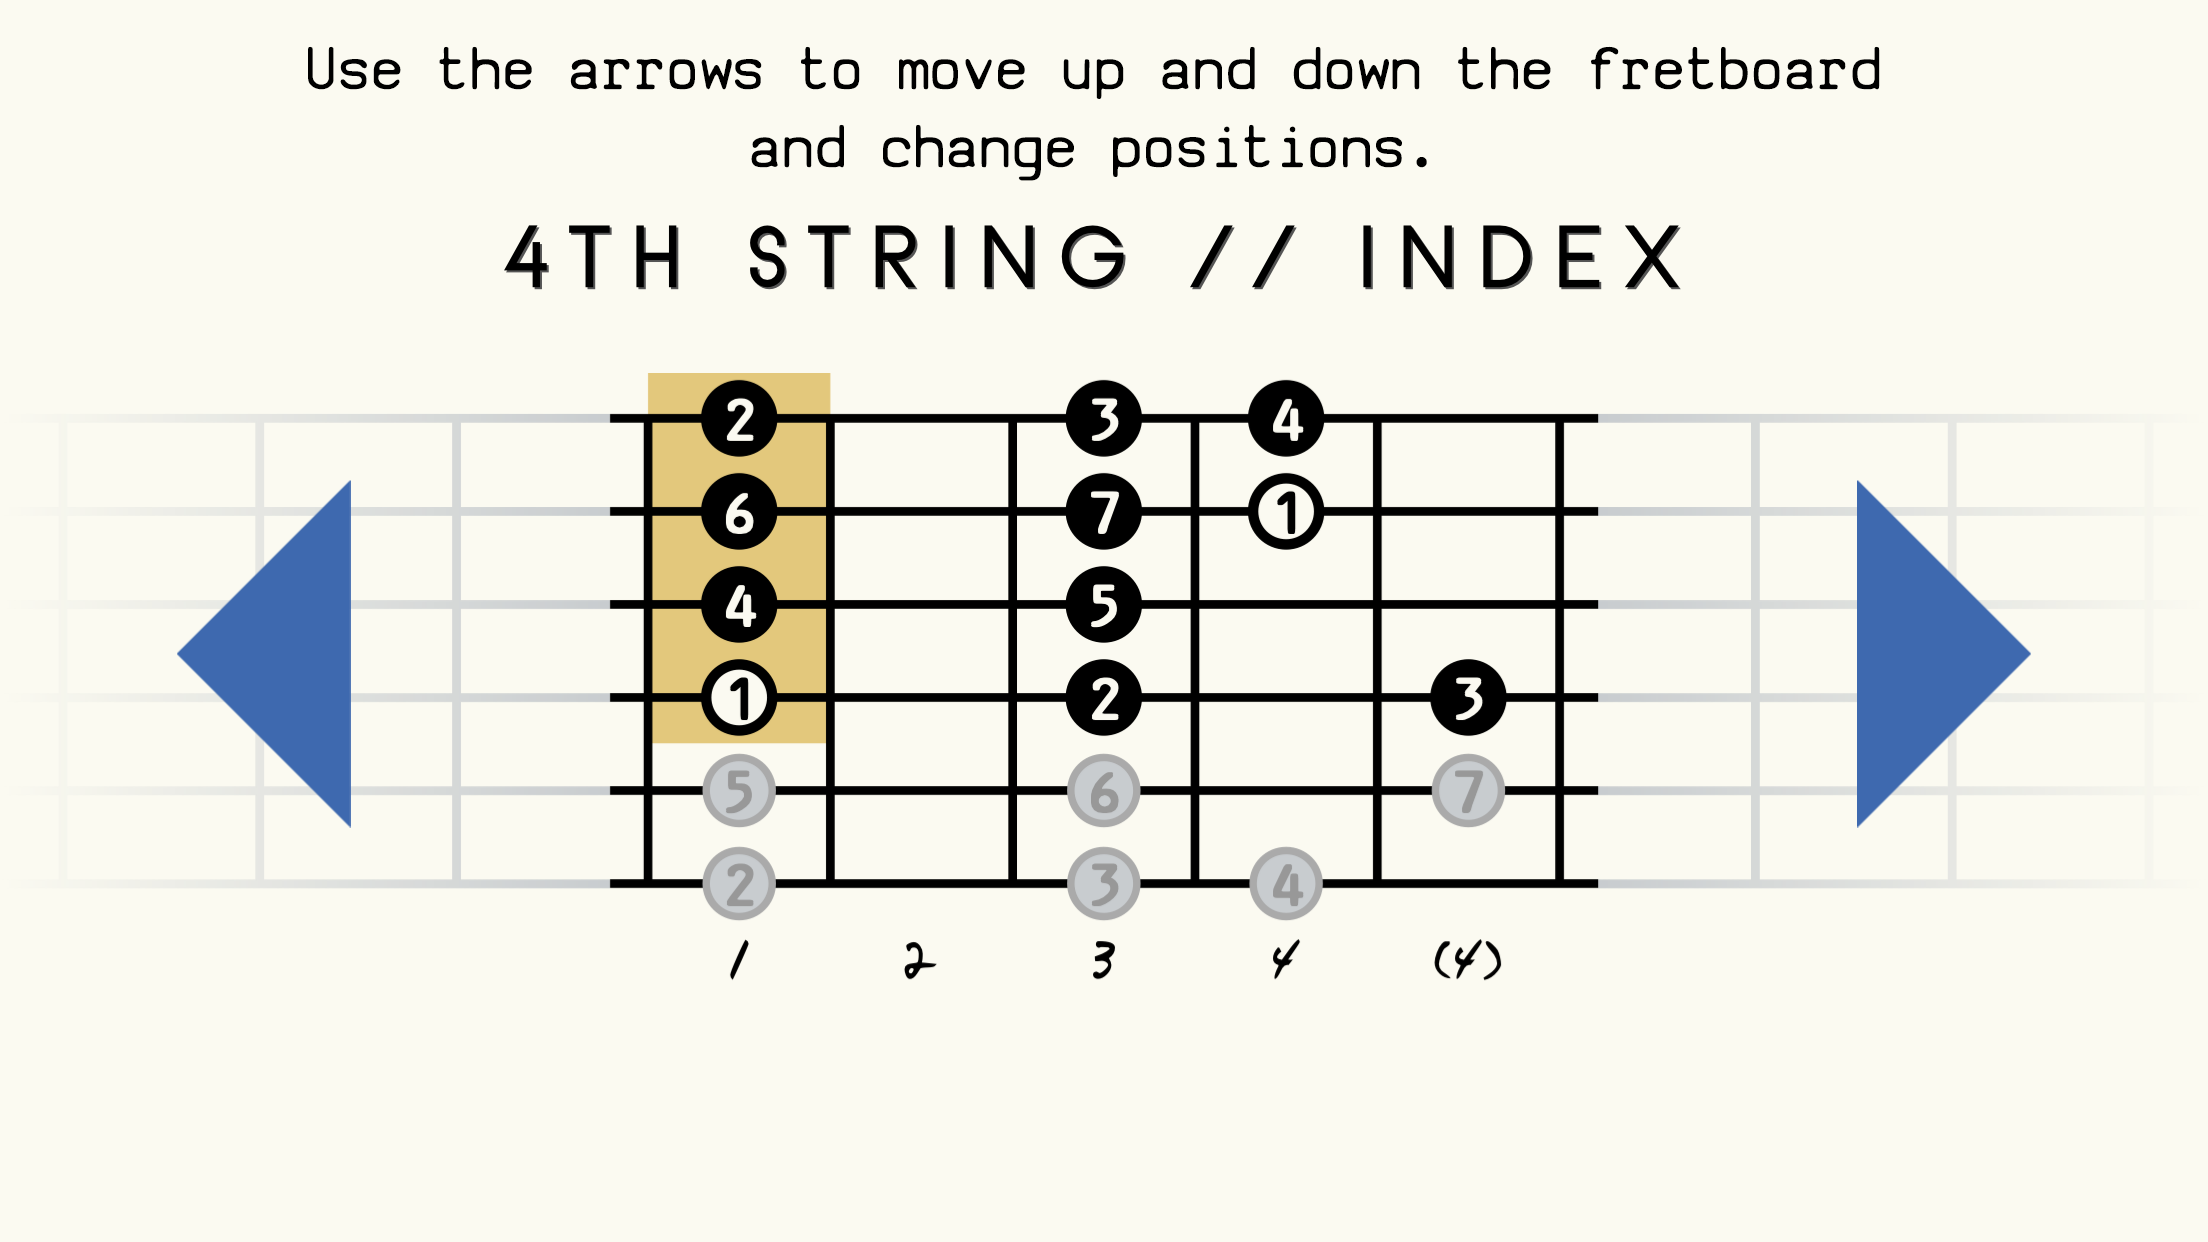 Use the arrows to move up and down the fretboard
and change positions.
4TH STRING // INDEX
2 3 4
6 7 1
4 5
1 2 3
5 6 7
2 3 4
1 2 3 4 (4)